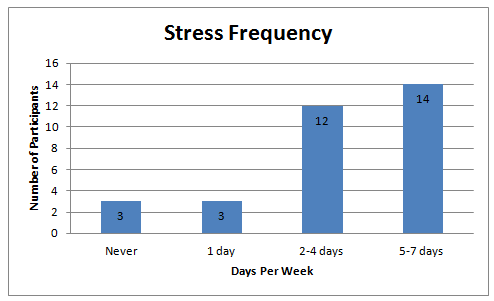 Stress Frequency
16
14
12
10
8
6
4
2
0
Number of Participants
3
3
12
14
Never
1 day
2-4 days
5-7 days
Days Per Week